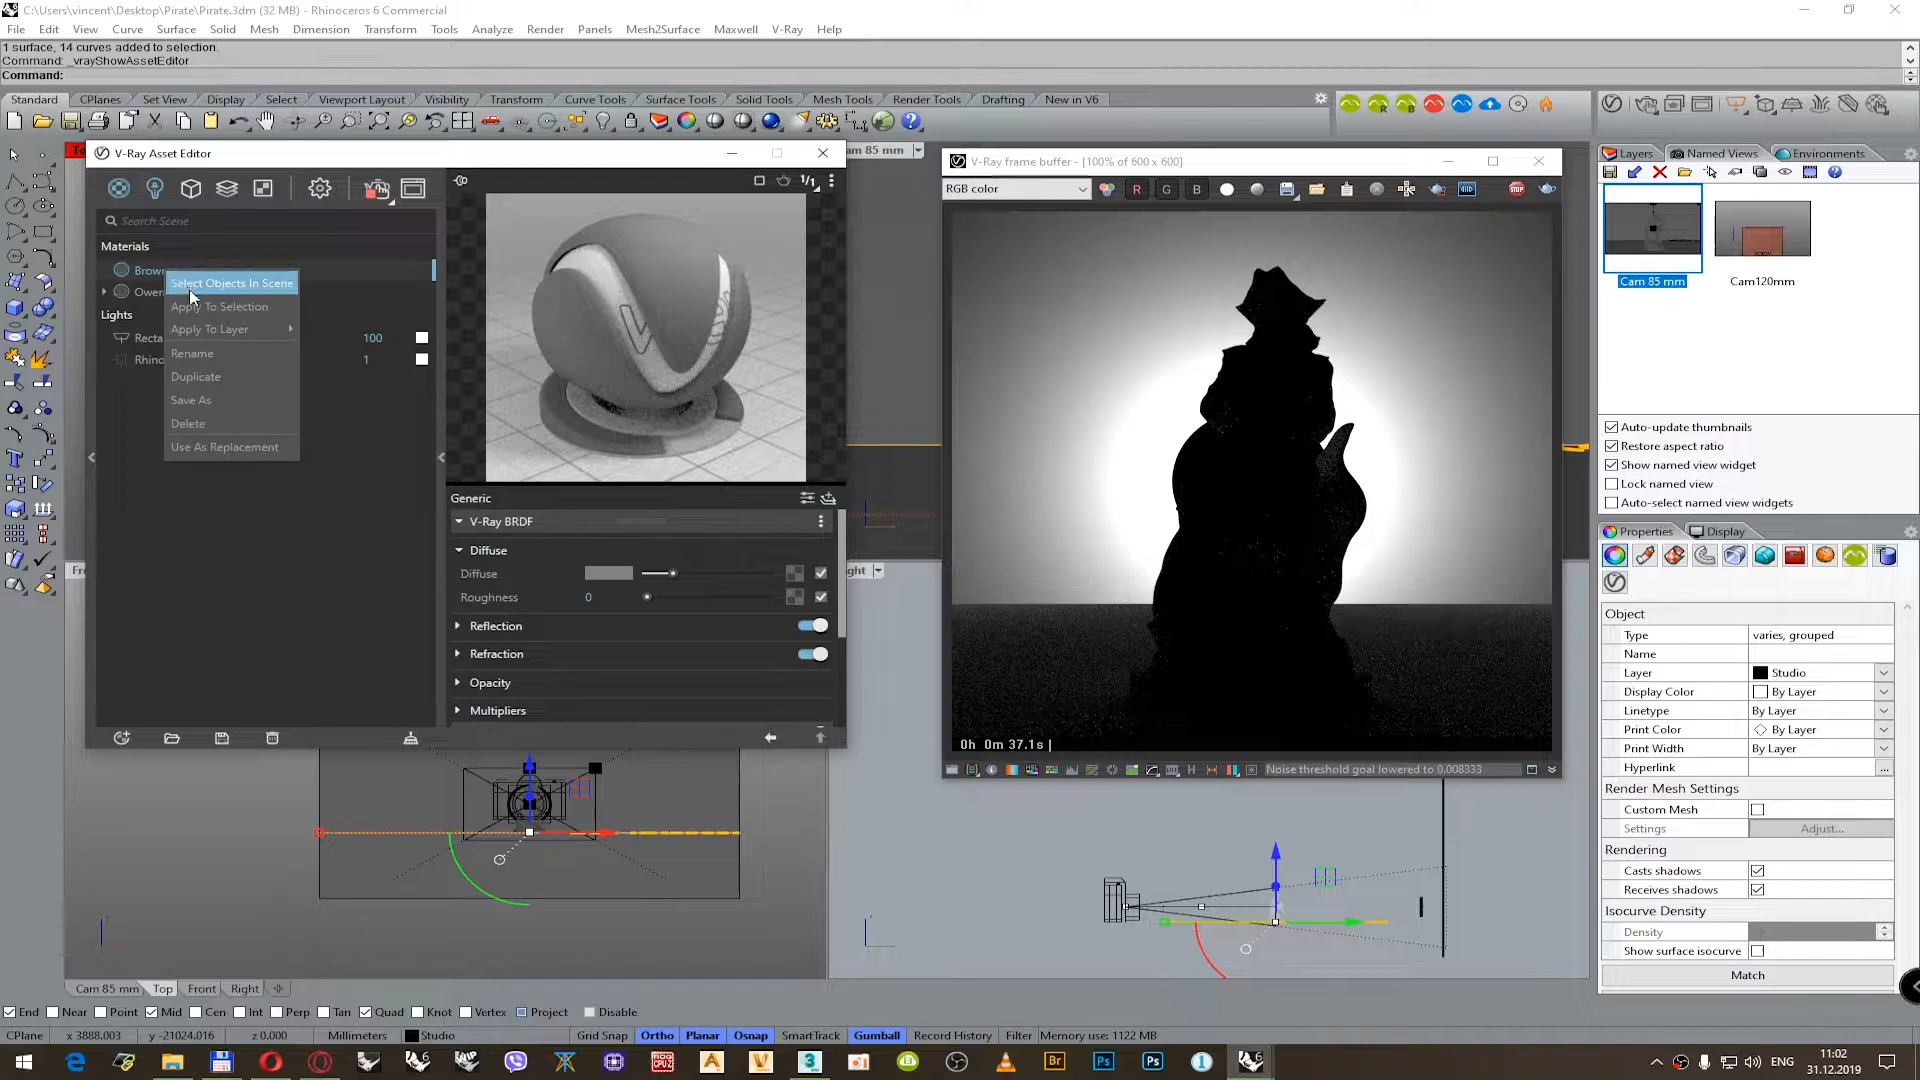 C:\Users\vincent\Desktop\Pirate\Pirate.3dm (32 MB) - Rhinoceros 6 Commercial
File Edit View Curve Surface Solid Mesh Dimension Transform Tools Analyze Render Panels Mesh2Surface Maxwell V-Ray Help
1 surface, 14 curves added to selection.
Command: _vrayShowAssetEditor
Command:
Standard CPlanes Set View Display Select Viewport Layout Visibility Transform Curve Tools Surface Tools Solid Tools Mesh Tools Render Tools Drafting New in V6
V-Ray Asset Editor
am 85 mm
1/1
Search Scene
Materials
Brow
Ower
Lights
Recta 100
Rhino 1
Select Objects In Scene
Apply To Selection
Apply To Layer
Rename
Duplicate
Save As
Delete
Use As Replacement
Generic
V-Ray BRDF
Diffuse
Diffuse
Roughness 0
Reflection
Refraction
Opacity
Multipliers
V-Ray frame buffer - [100% of 600 x 600]
RGB color R G B
0h 0m 37.1s |
Noise threshold goal lowered to 0.008333
Layers Named Views Environments
Cam 85 mm Cam120mm
Auto-update thumbnails
Restore aspect ratio
Show named view widget
Lock named view
Auto-select named view widgets
Properties Display
Object
Type varies, grouped
Name
Layer Studio
Display Color By Layer
Linetype By Layer
Print Color By Layer
Print Width By Layer
Hyperlink ...
Render Mesh Settings
Custom Mesh
Settings Adjust...
Rendering
Casts shadows
Receives shadows
Isocurve Density
Density
Show surface isocurve
Match
Cam 85 mm Top Front Right
End Near Point Mid Cen Int Perp Tan Quad Knot Vertex Project Disable
CPlane x 3888.003 y -21024.016 z 0.000 Millimeters Studio Grid Snap Ortho Planar Osnap SmartTrack Gumball Record History Filter Memory use: 1122 MB
ENG
11:02
31.12.2019